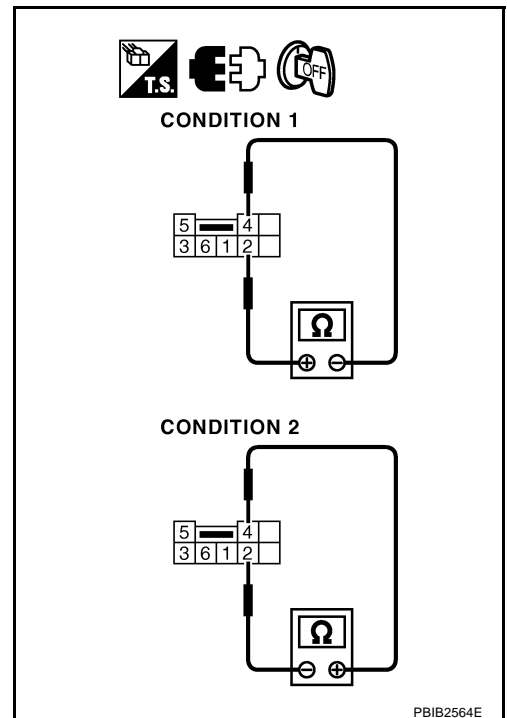 T.S. OFF
CONDITION 1
5 4
3 6 1 2
Ω
+ −
CONDITION 2
5 4
3 6 1 2
Ω
− +
PBIB2564E